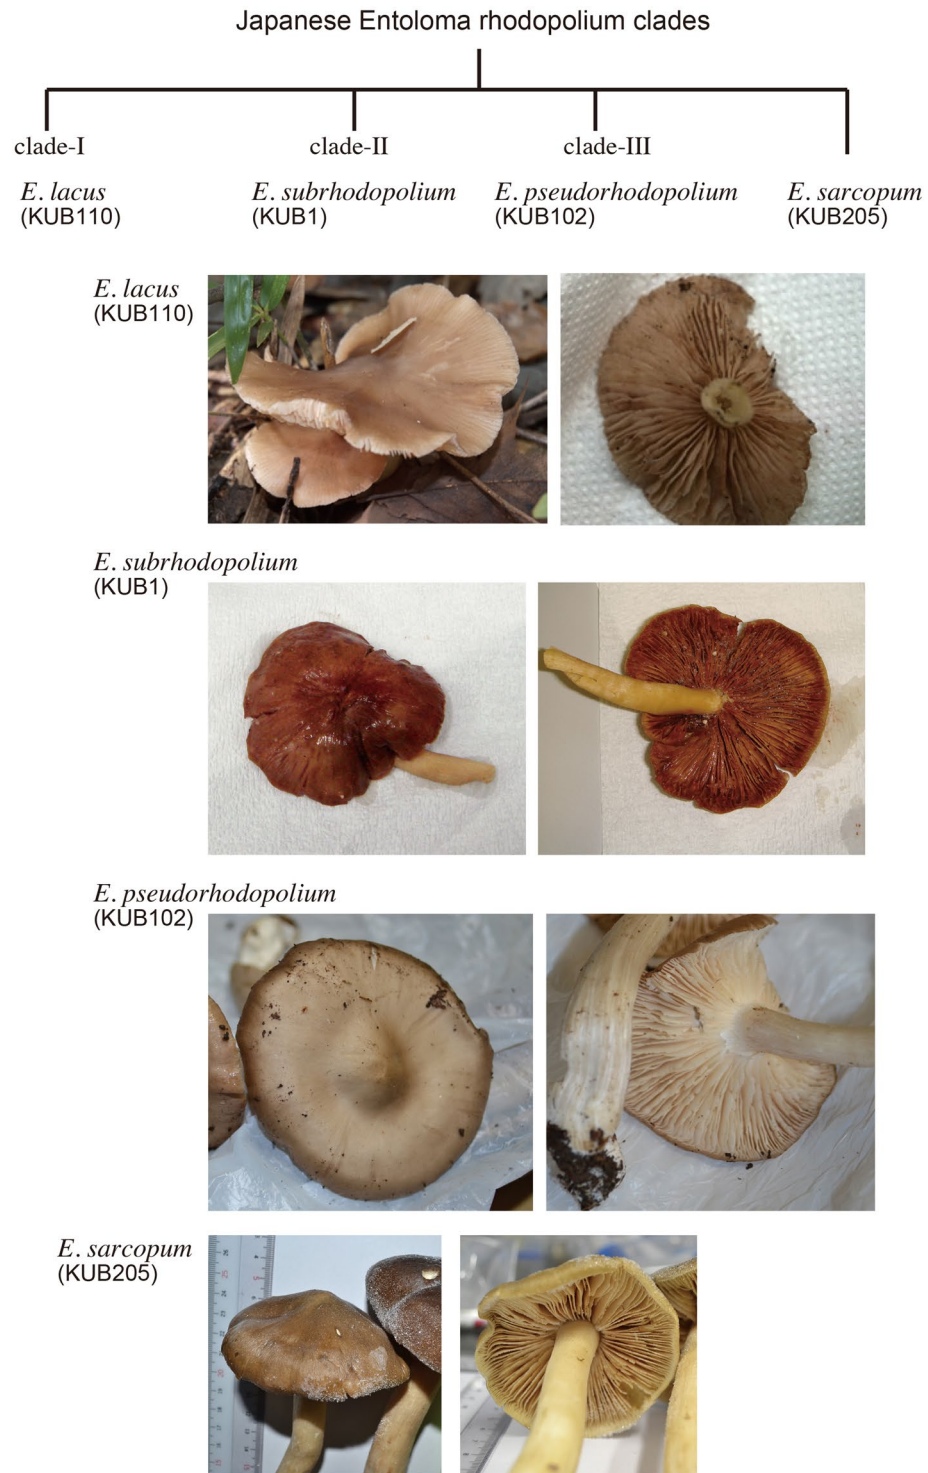 Japanese Entoloma rhodopolium clades
clade-I
clade-II
clade-III
E. lacus
(KUB110)
E. subrhodopolium
(KUB1)
E. pseudorhodopolium
(KUB102)
E. sarcopum
(KUB205)
E. lacus
(KUB110)
E. subrhodopolium
(KUB1)
E. pseudorhodopolium
(KUB102)
E. sarcopum
(KUB205)